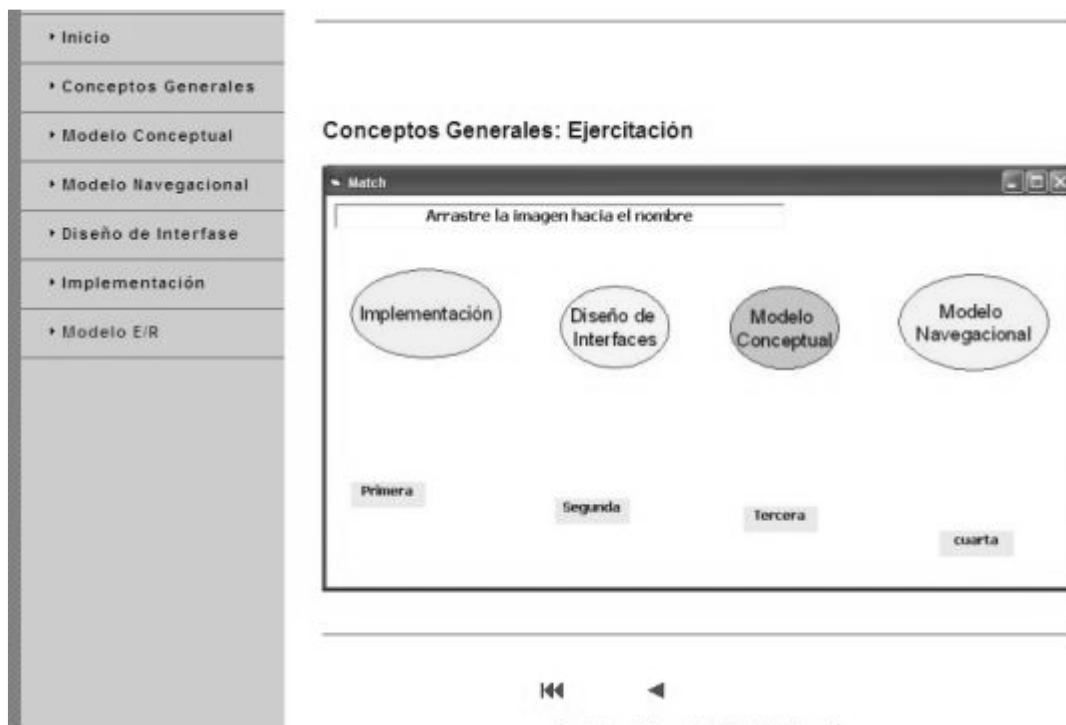 Inicio
Conceptos Generales
Modelo Conceptual
Modelo Navegacional
Diseño de Interfase
Implementación
Modelo E/R
Conceptos Generales: Ejercitación
Match
Arrastre la imagen hacia el nombre
Implementación
Diseño de
Interfaces
Modelo
Conceptual
Modelo
Navegacional
Primera
Segunda
Tercera
cuarta